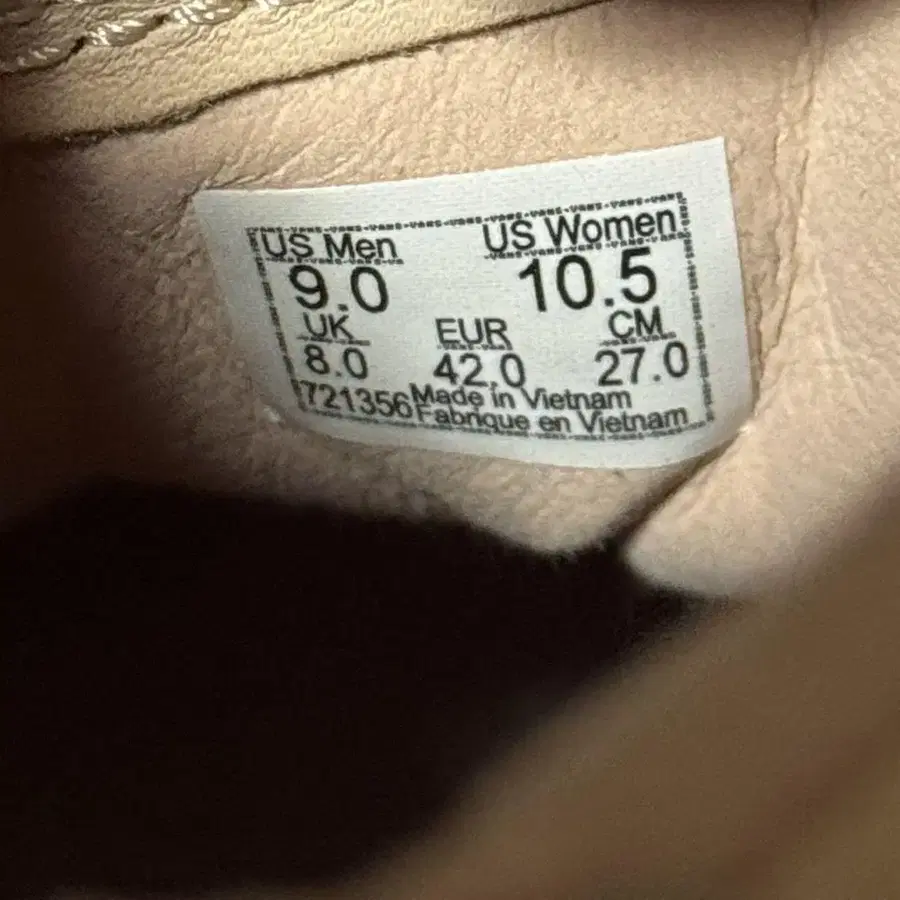 US Men US Women
9.0 10.5
UK EUR CM
8.0 42.0 27.0
721356 Made in Vietnam
Fabrique en Vietnam